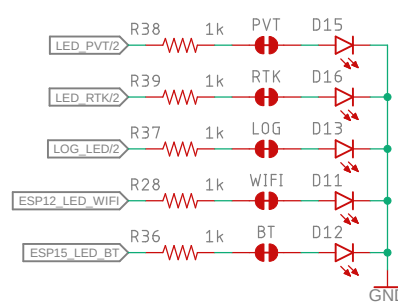 R38 1k PVT D15
LED_PVT/2
R39 1k RTK D16
LED_RTK/2
R37 1k LOG D13
LOG_LED/2
R28 1k WIFI D11
ESP12_LED_WIFI
R36 1k BT D12
ESP15_LED_BT
GND